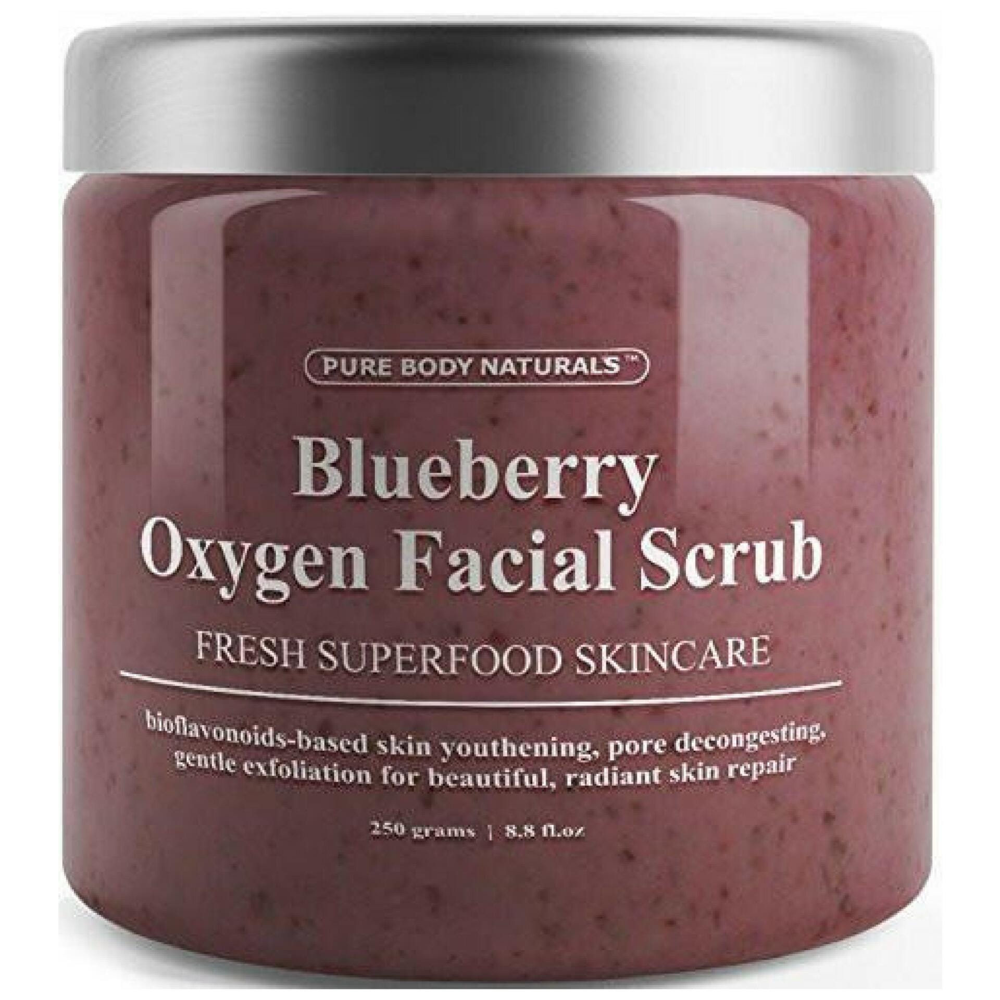 PURE BODY NATURALS™
Blueberry
Oxygen Facial Scrub
FRESH SUPERFOOD SKINCARE
bioflavonoids-based skin youthening, pore decongesting,
gentle exfoliation for beautiful, radiant skin repair
250 grams | 8.8 fl.oz